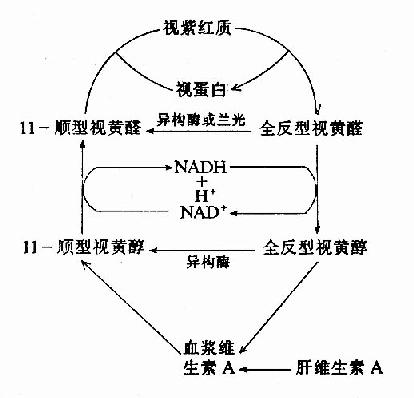 视紫红质
视蛋白
11-顺型视黄醛
异构酶或兰光
全反型视黄醛
NADH
+
H⁺
NAD⁺
11-顺型视黄醇
异构酶
全反型视黄醇
血浆维
生素 A
肝维生素 A